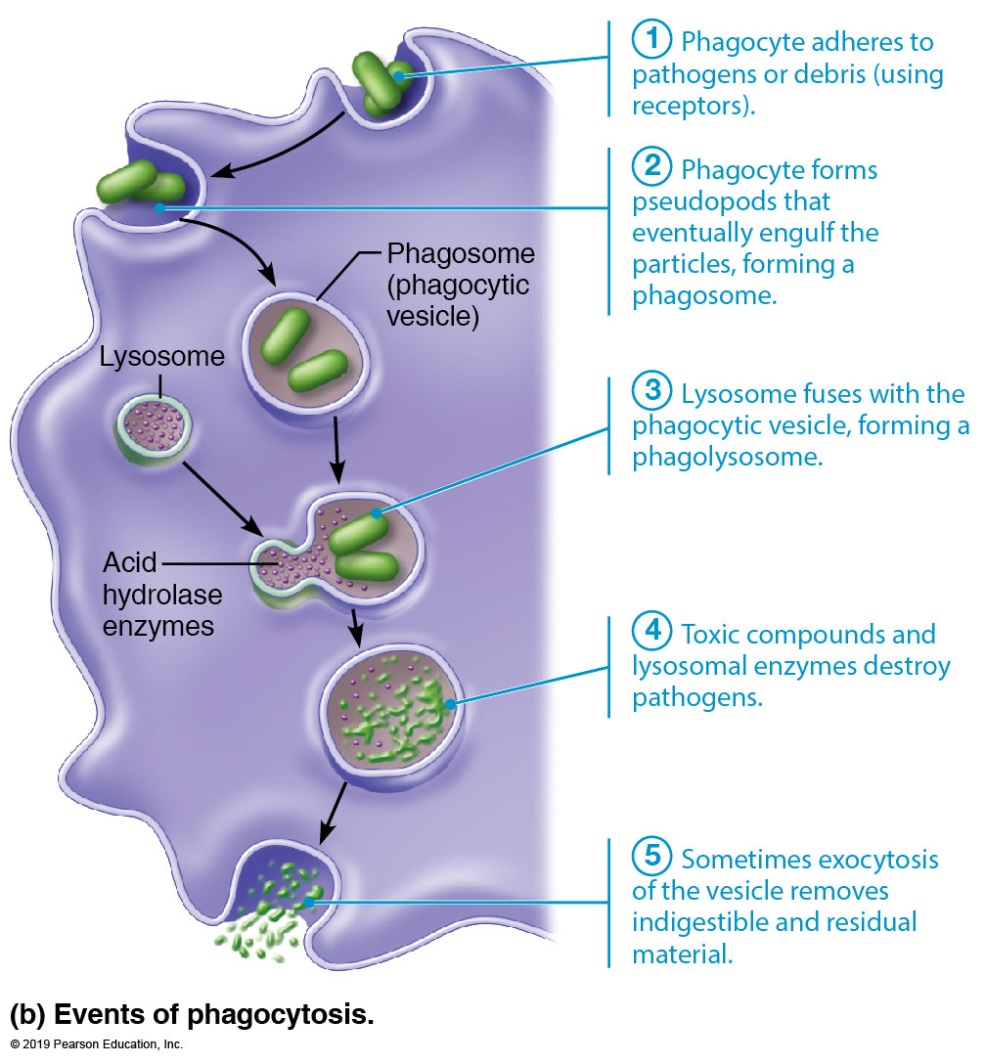 ① Phagocyte adheres to
pathogens or debris (using
receptors).
② Phagocyte forms
pseudopods that
eventually engulf the
particles, forming a
phagosome.
Phagosome
(phagocytic
vesicle)
Lysosome
③ Lysosome fuses with the
phagocytic vesicle, forming a
phagolysosome.
Acid
hydrolase
enzymes
④ Toxic compounds and
lysosomal enzymes destroy
pathogens.
⑤ Sometimes exocytosis
of the vesicle removes
indigestible and residual
material.
(b) Events of phagocytosis.
© 2019 Pearson Education, Inc.